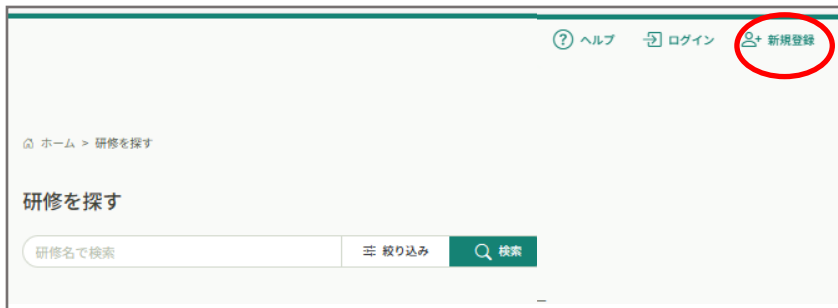 ヘルプ ログイン 新規登録
ホーム > 研修を探す
研修を探す
研修名で検索 絞り込み 検索